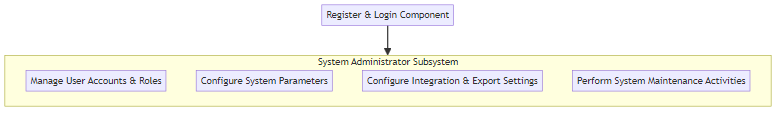 Register & Login Component
System Administrator Subsystem
Manage User Accounts & Roles
Configure System Parameters
Configure Integration & Export Settings
Perform System Maintenance Activities